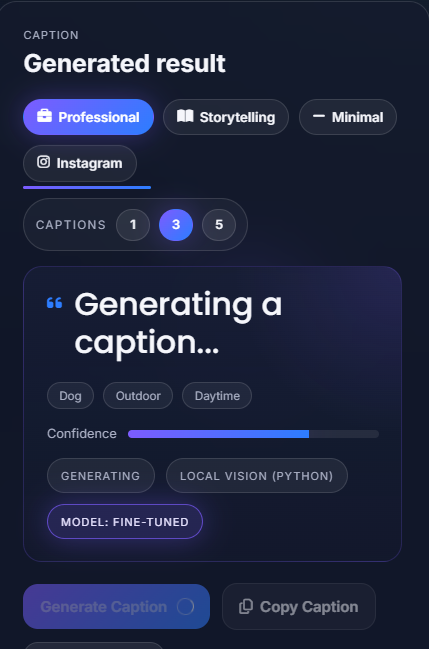 CAPTION
Generated result
Professional Storytelling Minimal
Instagram
CAPTIONS 1 3 5
“ Generating a
caption...
Dog Outdoor Daytime
Confidence
GENERATING LOCAL VISION (PYTHON)
MODEL: FINE-TUNED
Generate Caption Copy Caption